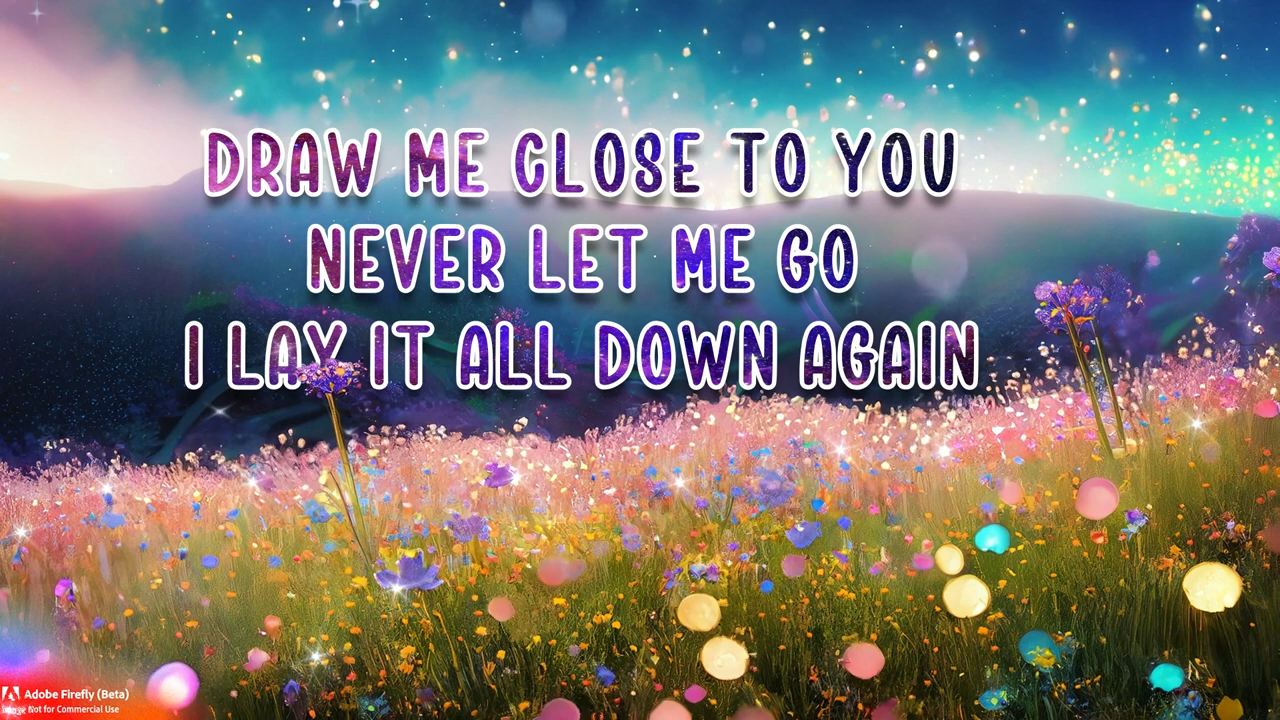 DRAW ME CLOSE TO YOU
NEVER LET ME GO
I LAY IT ALL DOWN AGAIN
Adobe Firefly (Beta)
Image Not for Commercial Use